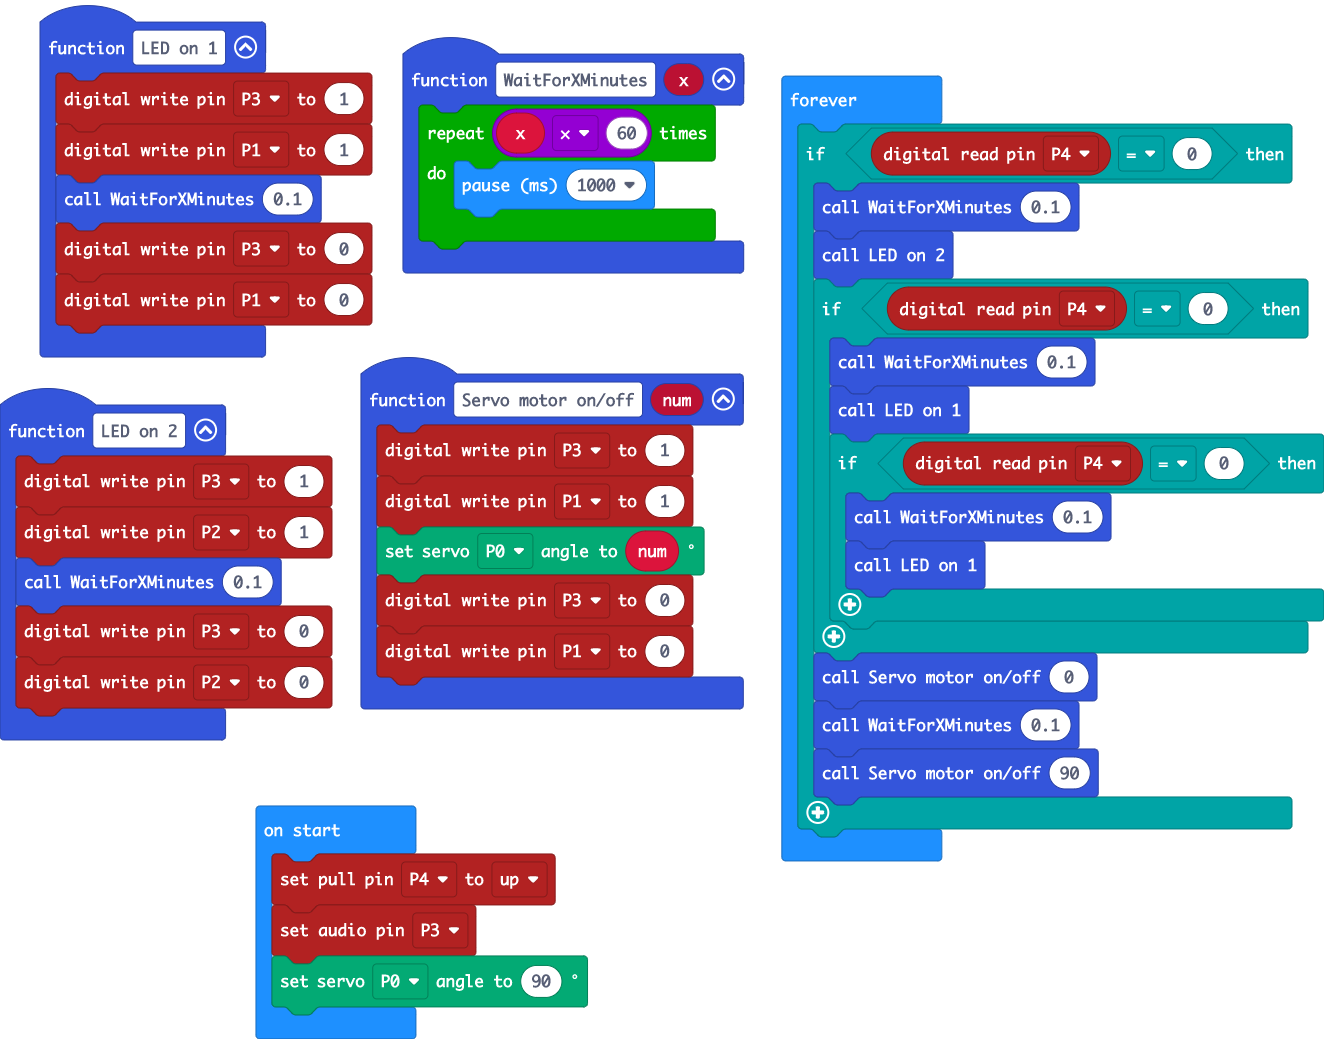 function LED on 1
digital write pin P3 to 1
digital write pin P1 to 1
call WaitForXMinutes 0.1
digital write pin P3 to 0
digital write pin P1 to 0
function WaitForXMinutes x
repeat x × 60 times
do
pause (ms) 1000
function LED on 2
digital write pin P3 to 1
digital write pin P2 to 1
call WaitForXMinutes 0.1
digital write pin P3 to 0
digital write pin P2 to 0
function Servo motor on/off num
digital write pin P3 to 1
digital write pin P1 to 1
set servo P0 angle to num °
digital write pin P3 to 0
digital write pin P1 to 0
on start
set pull pin P4 to up
set audio pin P3
set servo P0 angle to 90 °
forever
if digital read pin P4 = 0 then
call WaitForXMinutes 0.1
call LED on 2
if digital read pin P4 = 0 then
call WaitForXMinutes 0.1
call LED on 1
if digital read pin P4 = 0 then
call WaitForXMinutes 0.1
call LED on 1
call Servo motor on/off 0
call WaitForXMinutes 0.1
call Servo motor on/off 90